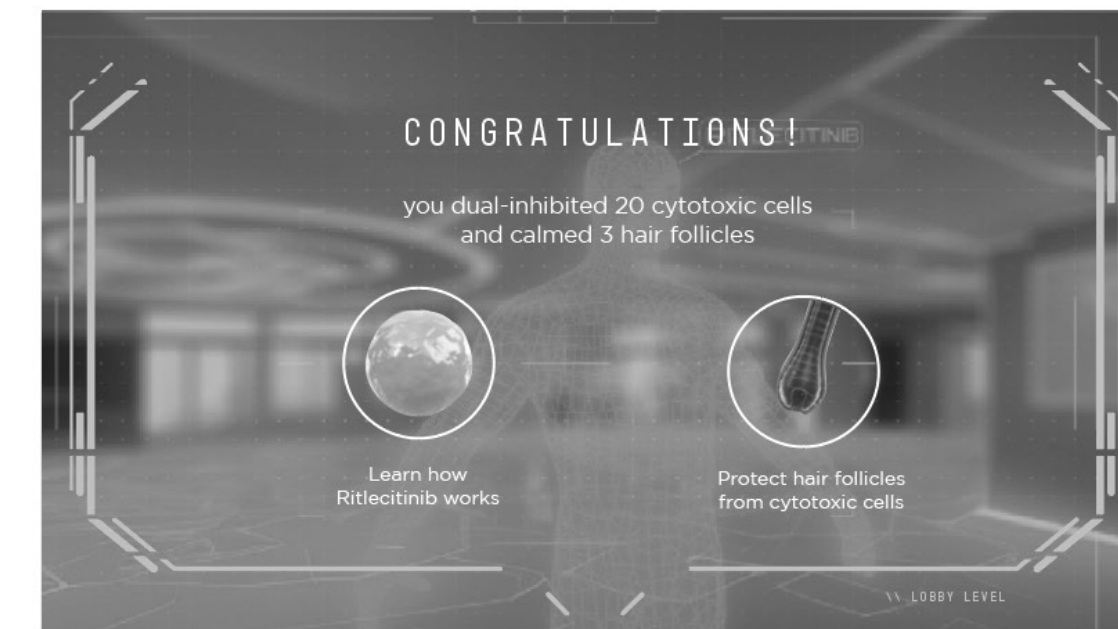 CONGRATULATIONS!
you dual-inhibited 20 cytotoxic cells
and calmed 3 hair follicles
Learn how
Ritlecitinib works
Protect hair follicles
from cytotoxic cells
\\ LOBBY LEVEL